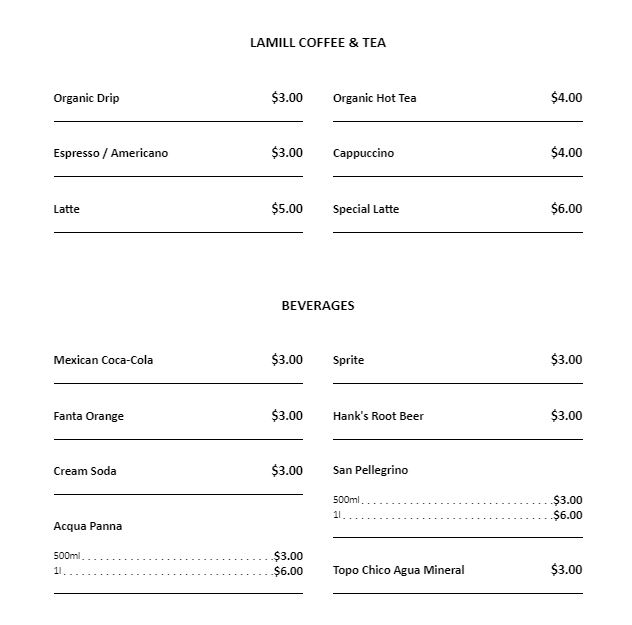 LAMILL COFFEE & TEA
Organic Drip $3.00
Organic Hot Tea $4.00
Espresso / Americano $3.00
Cappuccino $4.00
Latte $5.00
Special Latte $6.00
BEVERAGES
Mexican Coca-Cola $3.00
Sprite $3.00
Fanta Orange $3.00
Hank's Root Beer $3.00
Cream Soda $3.00
San Pellegrino
500ml $3.00
1l $6.00
Acqua Panna
500ml $3.00
1l $6.00
Topo Chico Agua Mineral $3.00